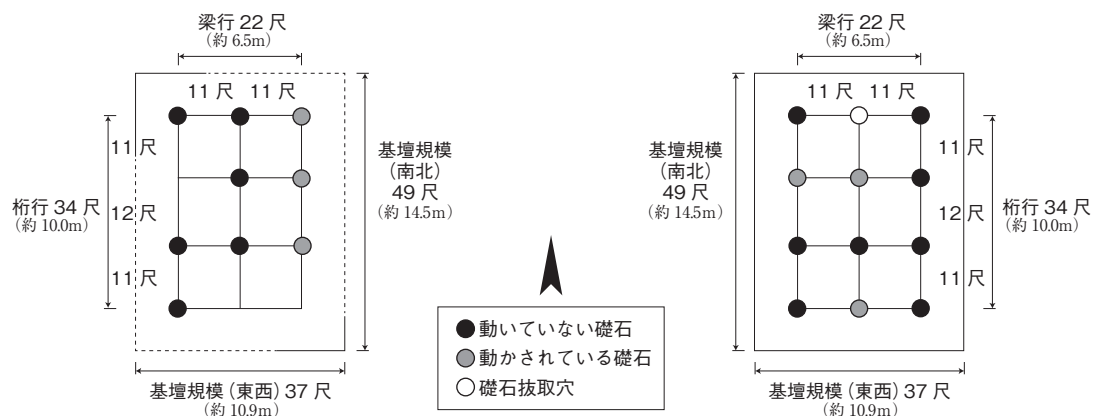 梁行 22 尺
(約 6.5m)
11 尺 11 尺
11 尺
桁行 34 尺
(約 10.0m)
12 尺
11 尺
基壇規模
(南北)
49 尺
(約 14.5m)
基壇規模 (東西) 37 尺
(約 10.9m)
動いていない礎石
動かされている礎石
礎石抜取穴
梁行 22 尺
(約 6.5m)
11 尺 11 尺
基壇規模
(南北)
49 尺
(約 14.5m)
11 尺
12 尺
11 尺
桁行 34 尺
(約 10.0m)
基壇規模 (東西) 37 尺
(約 10.9m)